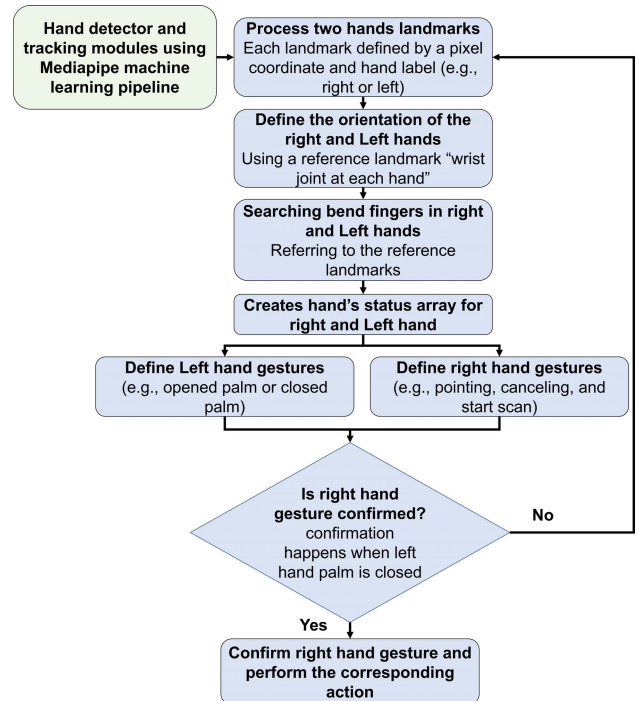 Hand detector and
tracking modules using
Mediapipe machine
learning pipeline
Process two hands landmarks
Each landmark defined by a pixel
coordinate and hand label (e.g.,
right or left)
Define the orientation of the
right and Left hands
Using a reference landmark “wrist
joint at each hand”
Searching bend fingers in right
and Left hands
Referring to the reference
landmarks
Creates hand’s status array for
right and Left hand
Define Left hand gestures
(e.g., opened palm or closed
palm)
Define right hand gestures
(e.g., pointing, canceling, and
start scan)
Is right hand
gesture confirmed?
confirmation
happens when left
hand palm is closed
No
Yes
Confirm right hand gesture and
perform the corresponding
action